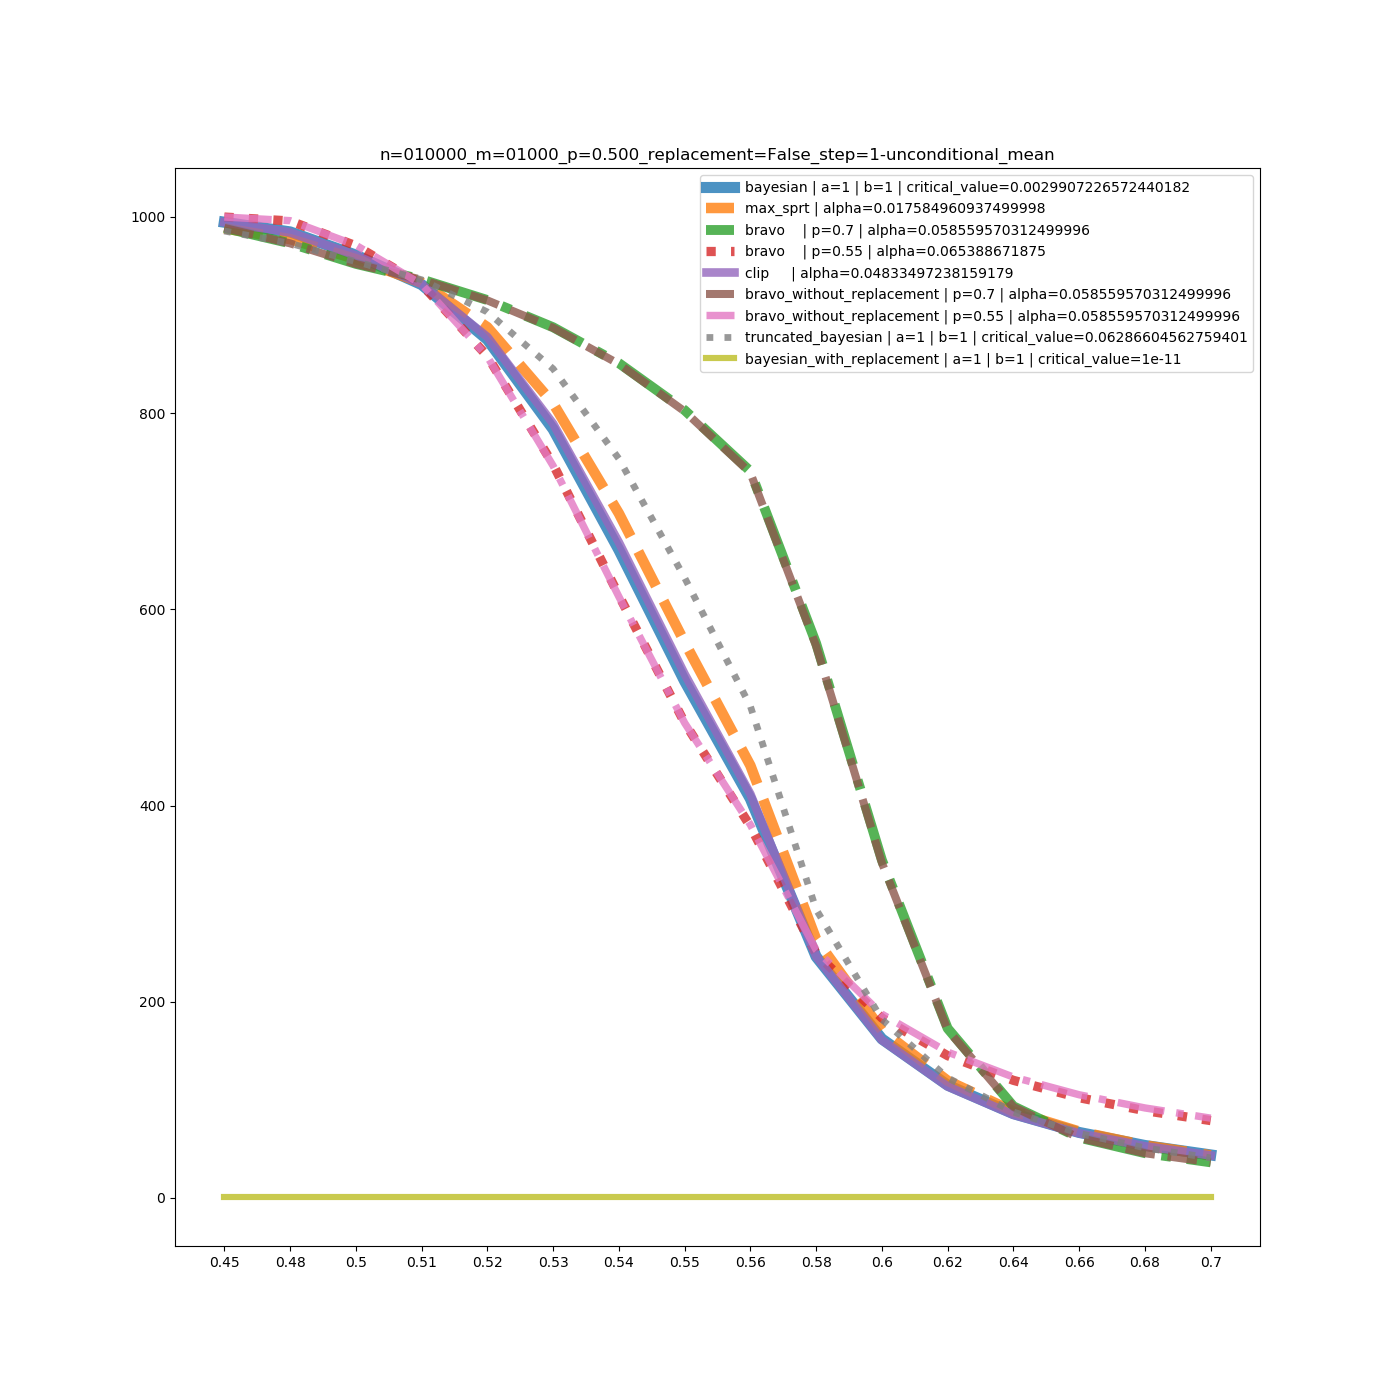 n=010000_m=01000_p=0.500_replacement=False_step=1-unconditional_mean
bayesian | a=1 | b=1 | critical_value=0.0029907226572440182
max_sprt | alpha=0.017584960937499998
bravo    | p=0.7 | alpha=0.058559570312499996
bravo    | p=0.55 | alpha=0.065388671875
clip     | alpha=0.04833497238159179
bravo_without_replacement | p=0.7 | alpha=0.058559570312499996
bravo_without_replacement | p=0.55 | alpha=0.058559570312499996
truncated_bayesian | a=1 | b=1 | critical_value=0.06286604562759401
bayesian_with_replacement | a=1 | b=1 | critical_value=1e-11
1000
800
600
400
200
0
0.45 0.48 0.5 0.51 0.52 0.53 0.54 0.55 0.56 0.58 0.6 0.62 0.64 0.66 0.68 0.7